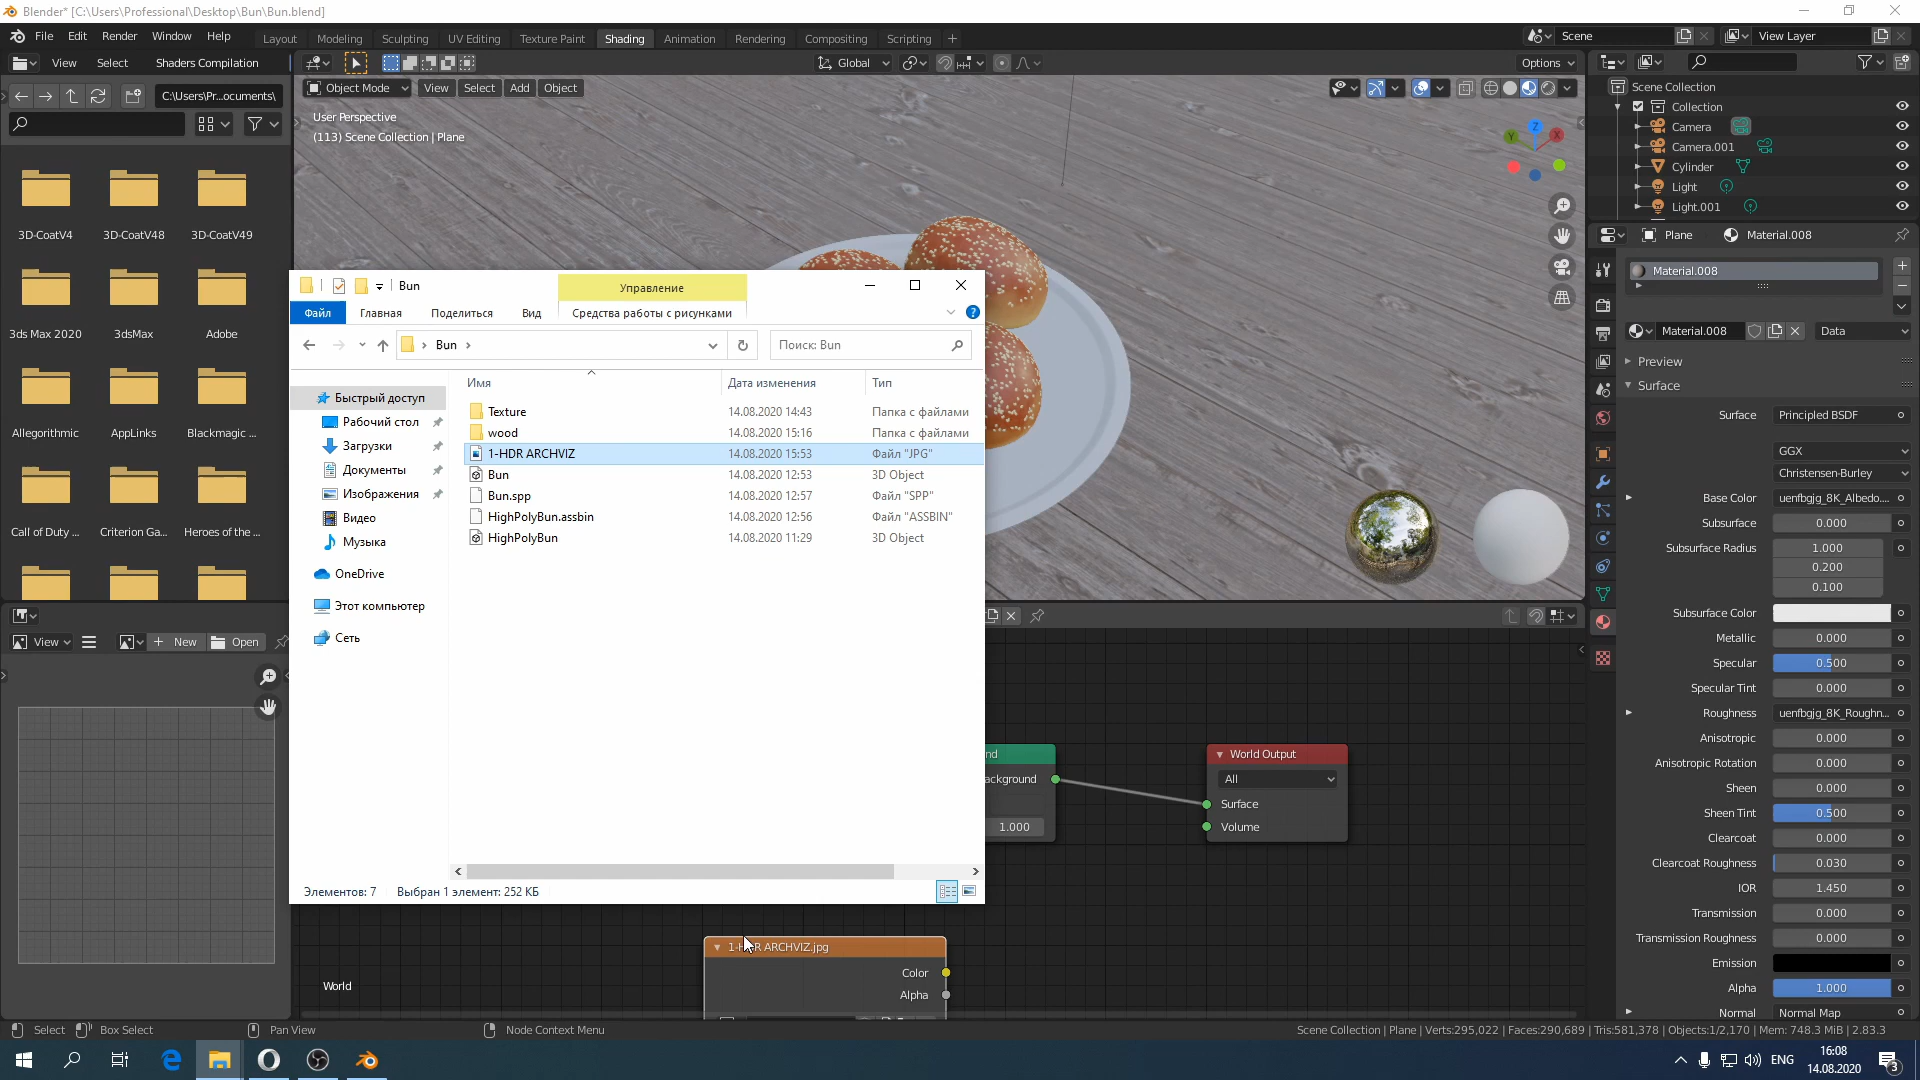 Blender* [C:\Users\Professional\Desktop\Bun\Bun.blend]
File Edit Render Window Help
Layout Modeling Sculpting UV Editing Texture Paint Shading Animation Rendering Compositing Scripting +
Scene View Layer
View Select Shaders Compilation
Global Options
C:\Users\Pr...ocuments\
Object Mode View Select Add Object
User Perspective
(113) Scene Collection | Plane
3D-CoatV4 3D-CoatV48 3D-CoatV49
3ds Max 2020 3dsMax Adobe
Allegorithmic AppLinks Blackmagic ...
Call of Duty ... Criterion Ga... Heroes of the ...
Z
Y X
Scene Collection
Collection
Camera
Camera.001
Cylinder
Light
Light.001
Plane Material.008
Material.008
Material.008 Data
Preview
Surface
Surface Principled BSDF
GGX
Christensen-Burley
Base Color uenfbgjg_8K_Albedo....
Subsurface 0.000
Subsurface Radius 1.000
0.200
0.100
Subsurface Color
Metallic 0.000
Specular 0.500
Specular Tint 0.000
Roughness uenfbgjg_8K_Roughn...
Anisotropic 0.000
Anisotropic Rotation 0.000
Sheen 0.000
Sheen Tint 0.500
Clearcoat 0.000
Clearcoat Roughness 0.030
IOR 1.450
Transmission 0.000
Transmission Roughness 0.000
Emission
Alpha 1.000
Normal Normal Map
Bun
Управление
Файл Главная Поделиться Вид Средства работы с рисунками
Bun
Поиск: Bun
Имя Дата изменения Тип
Быстрый доступ
Рабочий стол
Загрузки
Документы
Изображения
Видео
Музыка
OneDrive
Этот компьютер
Сеть
Texture 14.08.2020 14:43 Папка с файлами
wood 14.08.2020 15:16 Папка с файлами
1-HDR ARCHVIZ 14.08.2020 15:53 Файл "JPG"
Bun 14.08.2020 12:53 3D Object
Bun.spp 14.08.2020 12:57 Файл "SPP"
HighPolyBun.assbin 14.08.2020 12:56 Файл "ASSBIN"
HighPolyBun 14.08.2020 11:29 3D Object
Элементов: 7 Выбран 1 элемент: 252 КБ
View + New Open
nd
ackground
1.000
World Output
All
Surface
Volume
1-HDR ARCHVIZ.jpg
Color
Alpha
World
Select Box Select Pan View Node Context Menu
Scene Collection | Plane | Verts:295,022 | Faces:290,689 | Tris:581,378 | Objects:1/2,170 | Mem: 748.3 MiB | 2.83.3
ENG
16:08
14.08.2020
3